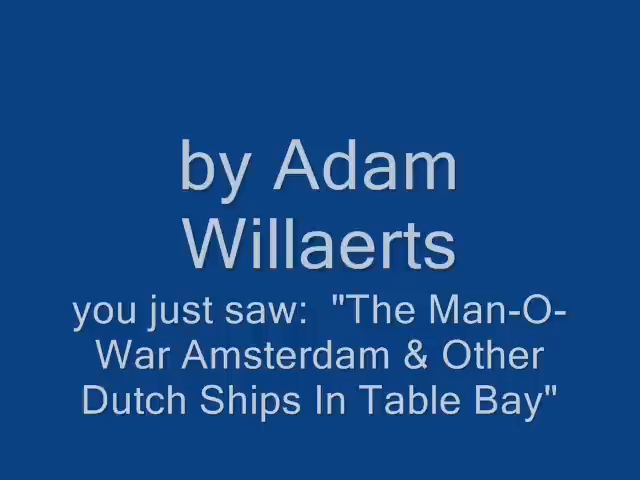 by Adam
Willaerts
you just saw:  "The Man-O-
War Amsterdam & Other
Dutch Ships In Table Bay"